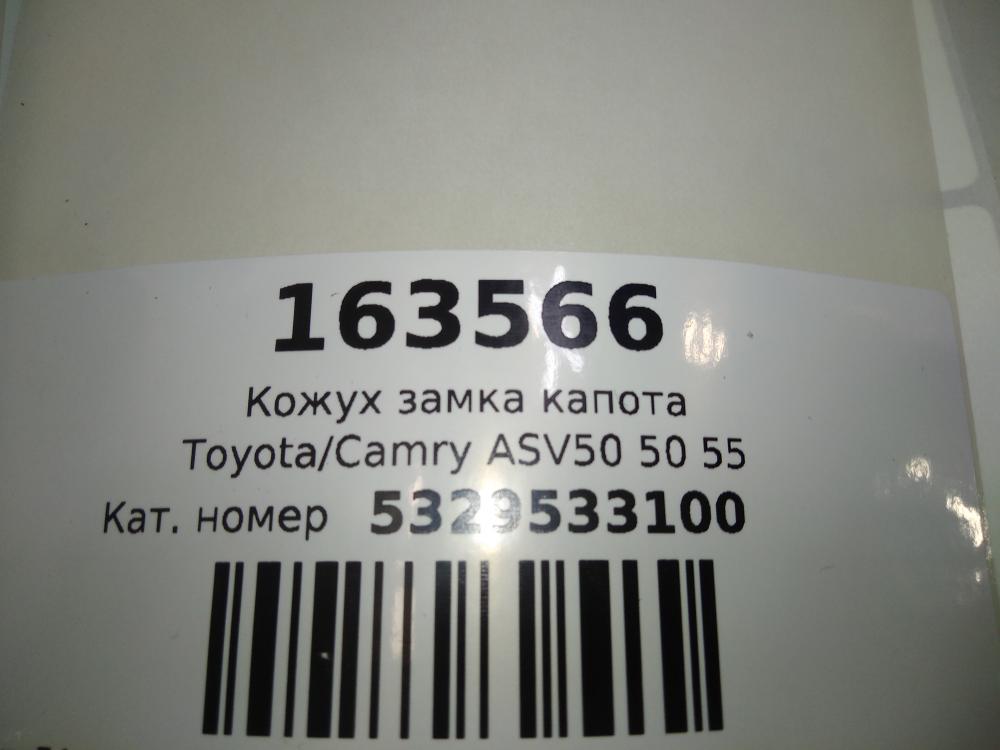 163566
Кожух замка капота
Toyota/Camry ASV50 50 55
Кат. номер 5329533100